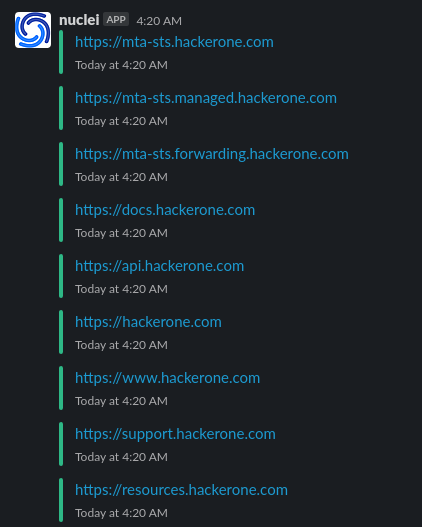 nuclei APP 4:20 AM
https://mta-sts.hackerone.com
Today at 4:20 AM
https://mta-sts.managed.hackerone.com
Today at 4:20 AM
https://mta-sts.forwarding.hackerone.com
Today at 4:20 AM
https://docs.hackerone.com
Today at 4:20 AM
https://api.hackerone.com
Today at 4:20 AM
https://hackerone.com
Today at 4:20 AM
https://www.hackerone.com
Today at 4:20 AM
https://support.hackerone.com
Today at 4:20 AM
https://resources.hackerone.com
Today at 4:20 AM